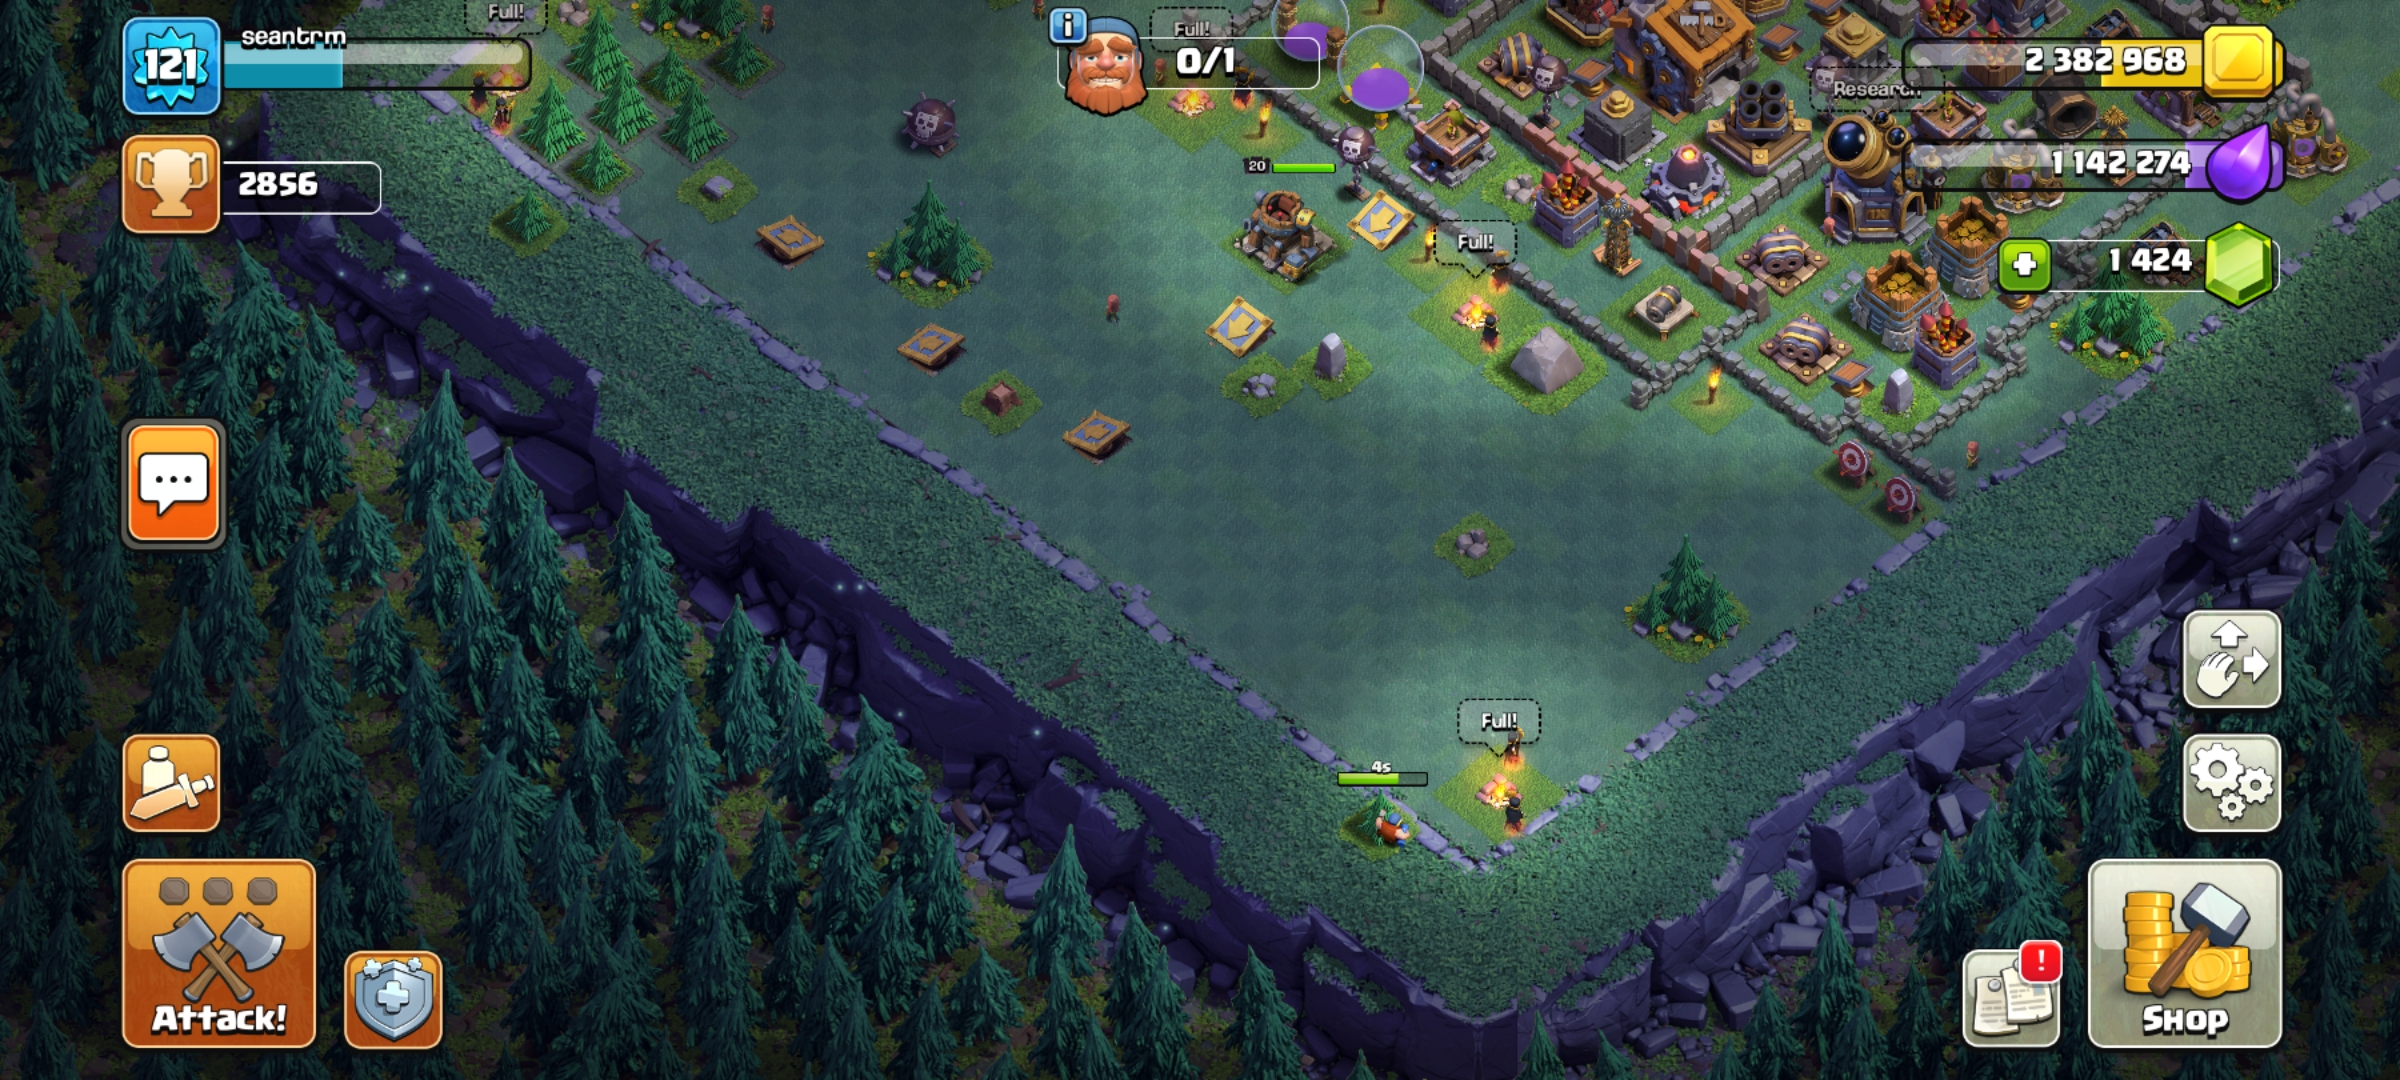 Full!
121
seantrm
i
Full!
0/1
2 382 968
Research
20
1 142 274
2856
Full!
1 424
Full!
4s
Attack!
!
Shop